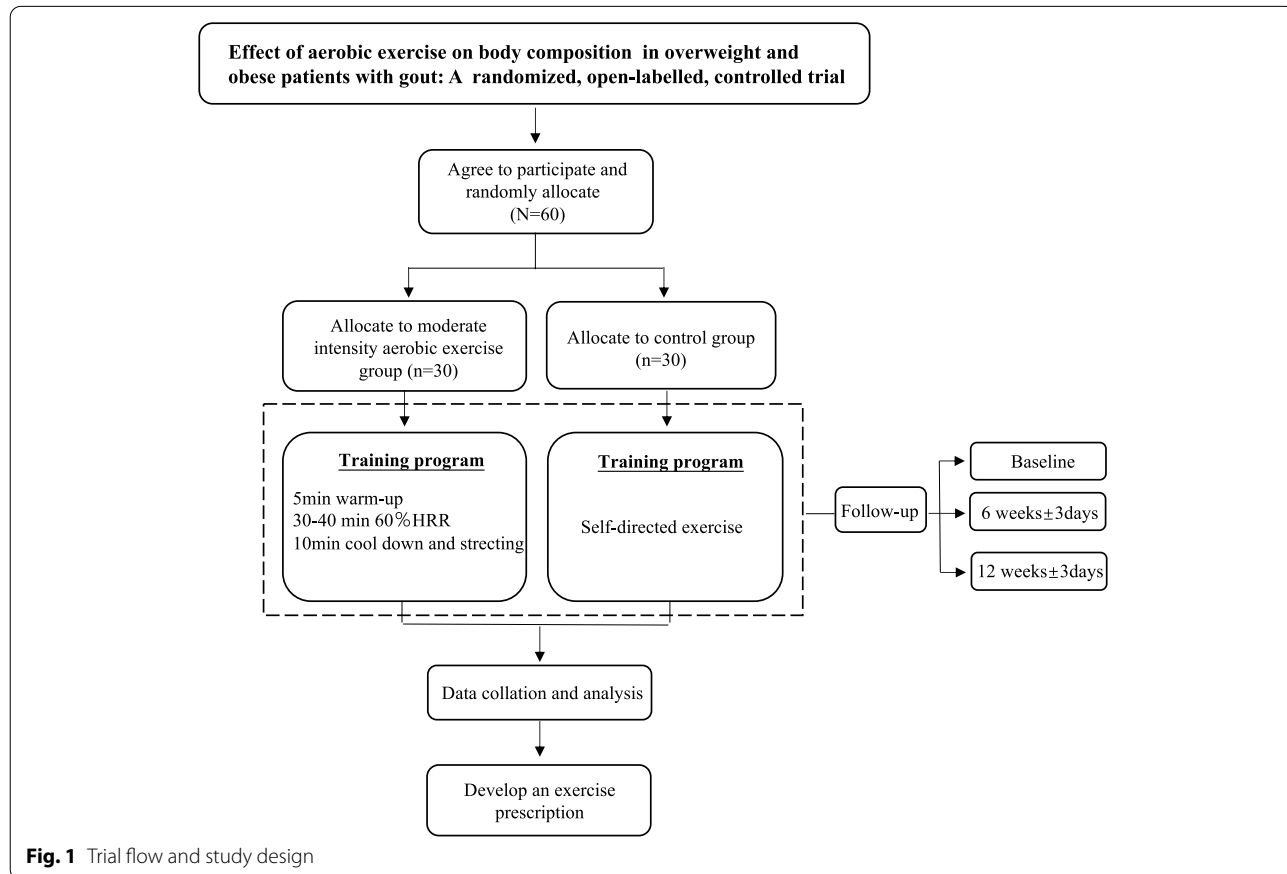 Effect of aerobic exercise on body composition in overweight and
obese patients with gout: A randomized, open-labelled, controlled trial
Agree to participate and
randomly allocate
(N=60)
Allocate to moderate
intensity aerobic exercise
group (n=30)
Allocate to control group
(n=30)
Training program
5min warm-up
30-40 min 60%HRR
10min cool down and strecting
Training program
Self-directed exercise
Follow-up
Baseline
6 weeks±3days
12 weeks±3days
Data collation and analysis
Develop an exercise
prescription
Fig. 1 Trial flow and study design